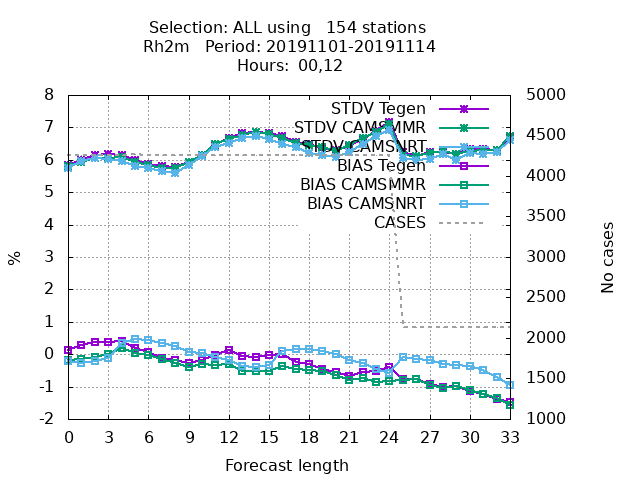 Selection: ALL using   154 stations
Rh2m   Period: 20191101-20191114
Hours:  00,12
8
7
6
5
4
3
2
1
0
-1
-2
%
5000
4500
4000
3500
3000
2500
2000
1500
1000
No cases
STDV Tegen
STDV CAMSMMR
STDV CAMSNRT
BIAS Tegen
BIAS CAMSMMR
BIAS CAMSNRT
CASES
0 3 6 9 12 15 18 21 24 27 30 33
Forecast length